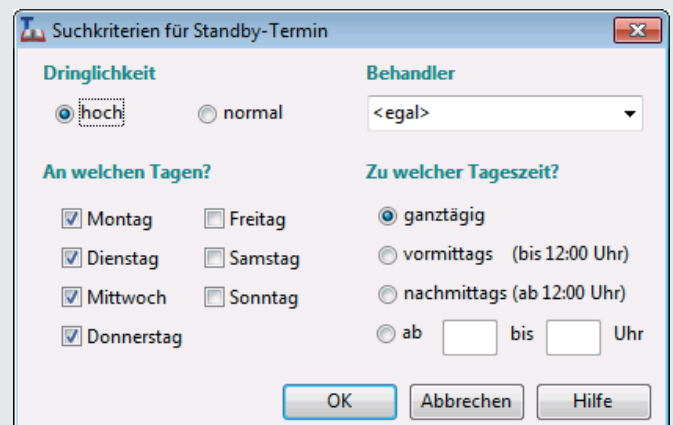 Suchkriterien für Standby-Termin
Dringlichkeit
hoch
normal
Behandler
<egal>
An welchen Tagen?
Montag
Freitag
Dienstag
Samstag
Mittwoch
Sonntag
Donnerstag
Zu welcher Tageszeit?
ganztägig
vormittags (bis 12:00 Uhr)
nachmittags (ab 12:00 Uhr)
ab bis Uhr
OK
Abbrechen
Hilfe